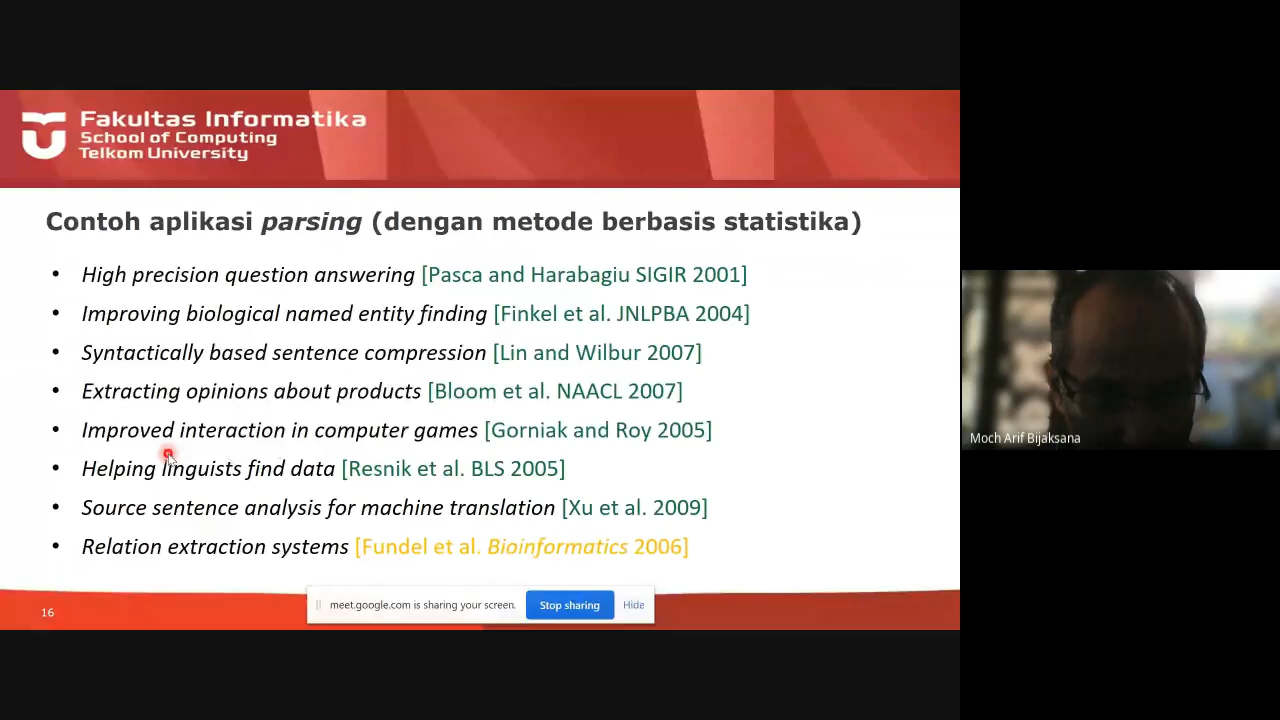 Fakultas Informatika
School of Computing
Telkom University
Contoh aplikasi parsing (dengan metode berbasis statistika)
• High precision question answering [Pasca and Harabagiu SIGIR 2001]
• Improving biological named entity finding [Finkel et al. JNLPBA 2004]
• Syntactically based sentence compression [Lin and Wilbur 2007]
• Extracting opinions about products [Bloom et al. NAACL 2007]
• Improved interaction in computer games [Gorniak and Roy 2005]
• Helping linguists find data [Resnik et al. BLS 2005]
• Source sentence analysis for machine translation [Xu et al. 2009]
• Relation extraction systems [Fundel et al. Bioinformatics 2006]
16
meet.google.com is sharing your screen.
Stop sharing
Hide
Moch Arif Bijaksana